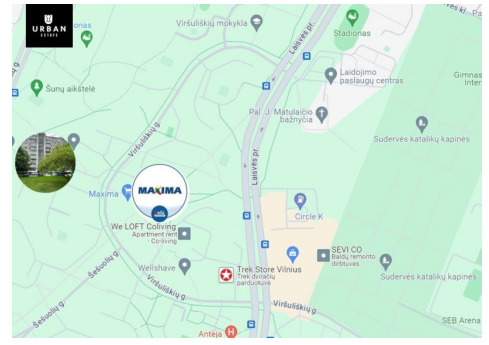 URBAN
ESTATE
onas
Viršuliškių mokykla
Stadionas
Laisvės pr.
Laidojimo
paslaugų centras
Gimnas
Inter
Šunų aikštelė
Viršuliškių g.
Pal. J. Matulaičio
bažnyčia
Sudervės katalikų kapinės
Laisvės pr.
Maxima
MAXIMA
We LOFT Coliving
Apartment rent
Co-living
Circle K
SEVI CO
Baldų remonto
dirbtuvės
Wellshave
Trek Store Vilnius
Trek dviračių
parduotuvė
Sudervės katalikų kapinės
Šešuolių g.
Šešuolių g.
Viršuliškių g.
Viršuliškių g.
SEB Arena
Antėja
H